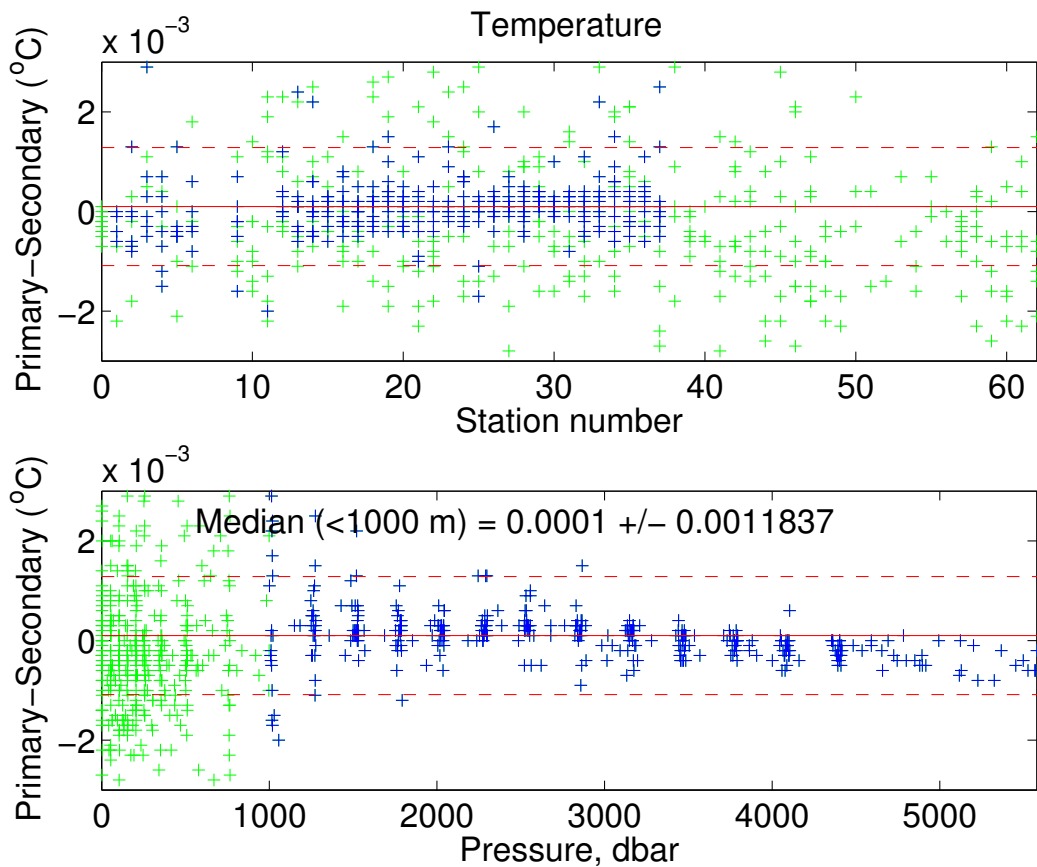 Temperature
x 10⁻³
Primary−Secondary (°C)
2
0
−2
0 10 20 30 40 50 60
Station number
x 10⁻³
Primary−Secondary (°C)
Median (<1000 m) = 0.0001 +/− 0.0011837
2
0
−2
0 1000 2000 3000 4000 5000
Pressure, dbar